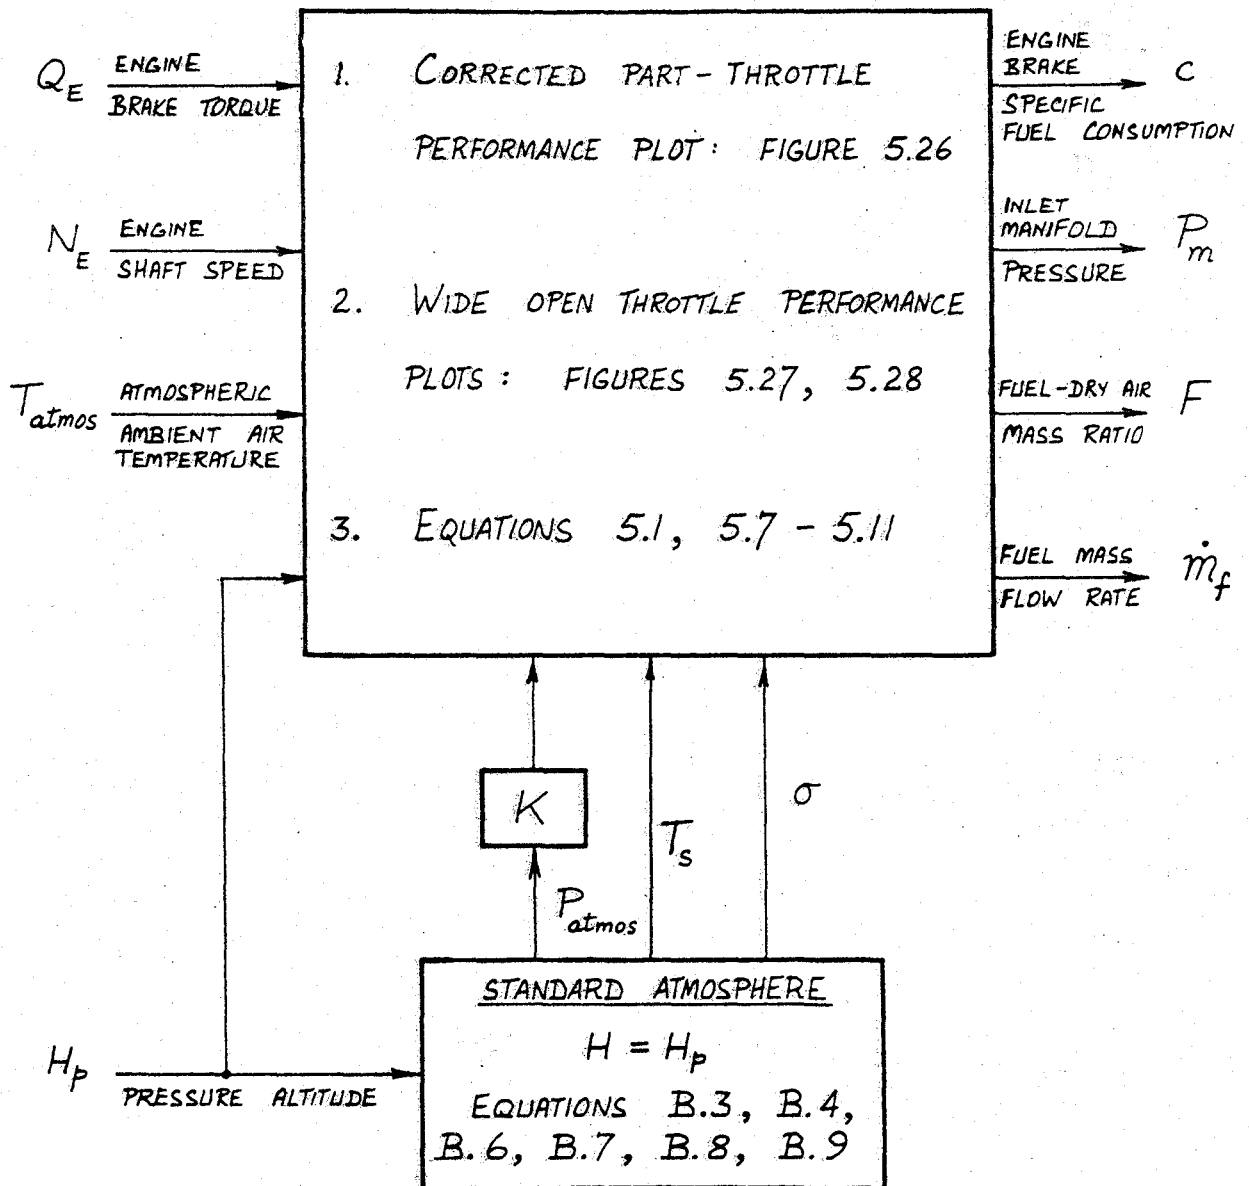 Q_E
ENGINE
BRAKE TORQUE
N_E
ENGINE
SHAFT SPEED
T_atmos
ATMOSPHERIC
AMBIENT AIR
TEMPERATURE
1. CORRECTED PART-THROTTLE
PERFORMANCE PLOT: FIGURE 5.26
2. WIDE OPEN THROTTLE PERFORMANCE
PLOTS: FIGURES 5.27, 5.28
3. EQUATIONS 5.1, 5.7 - 5.11
ENGINE
BRAKE
SPECIFIC
FUEL CONSUMPTION
c
INLET
MANIFOLD
PRESSURE
P_m
FUEL-DRY AIR
MASS RATIO
F
FUEL MASS
FLOW RATE
ṁ_f
K
P_atmos
T_s
σ
H_p
PRESSURE ALTITUDE
STANDARD ATMOSPHERE
H = H_p
EQUATIONS B.3, B.4,
B.6, B.7, B.8, B.9